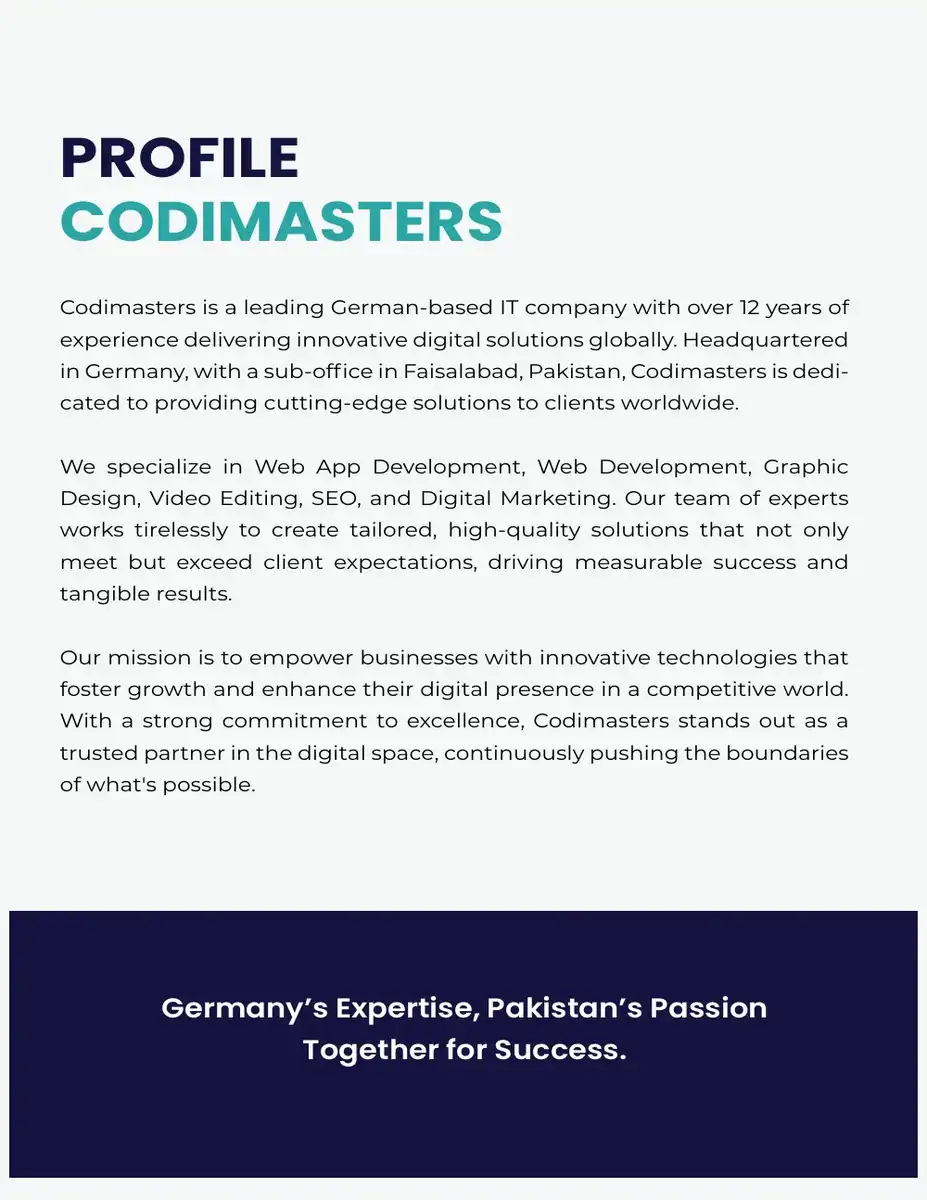 PROFILE
CODIMASTERS
Codimasters is a leading German-based IT company with over 12 years of
experience delivering innovative digital solutions globally. Headquartered
in Germany, with a sub-office in Faisalabad, Pakistan, Codimasters is dedi-
cated to providing cutting-edge solutions to clients worldwide.
We specialize in Web App Development, Web Development, Graphic
Design, Video Editing, SEO, and Digital Marketing. Our team of experts
works tirelessly to create tailored, high-quality solutions that not only
meet but exceed client expectations, driving measurable success and
tangible results.
Our mission is to empower businesses with innovative technologies that
foster growth and enhance their digital presence in a competitive world.
With a strong commitment to excellence, Codimasters stands out as a
trusted partner in the digital space, continuously pushing the boundaries
of what's possible.
Germany’s Expertise, Pakistan’s Passion
Together for Success.